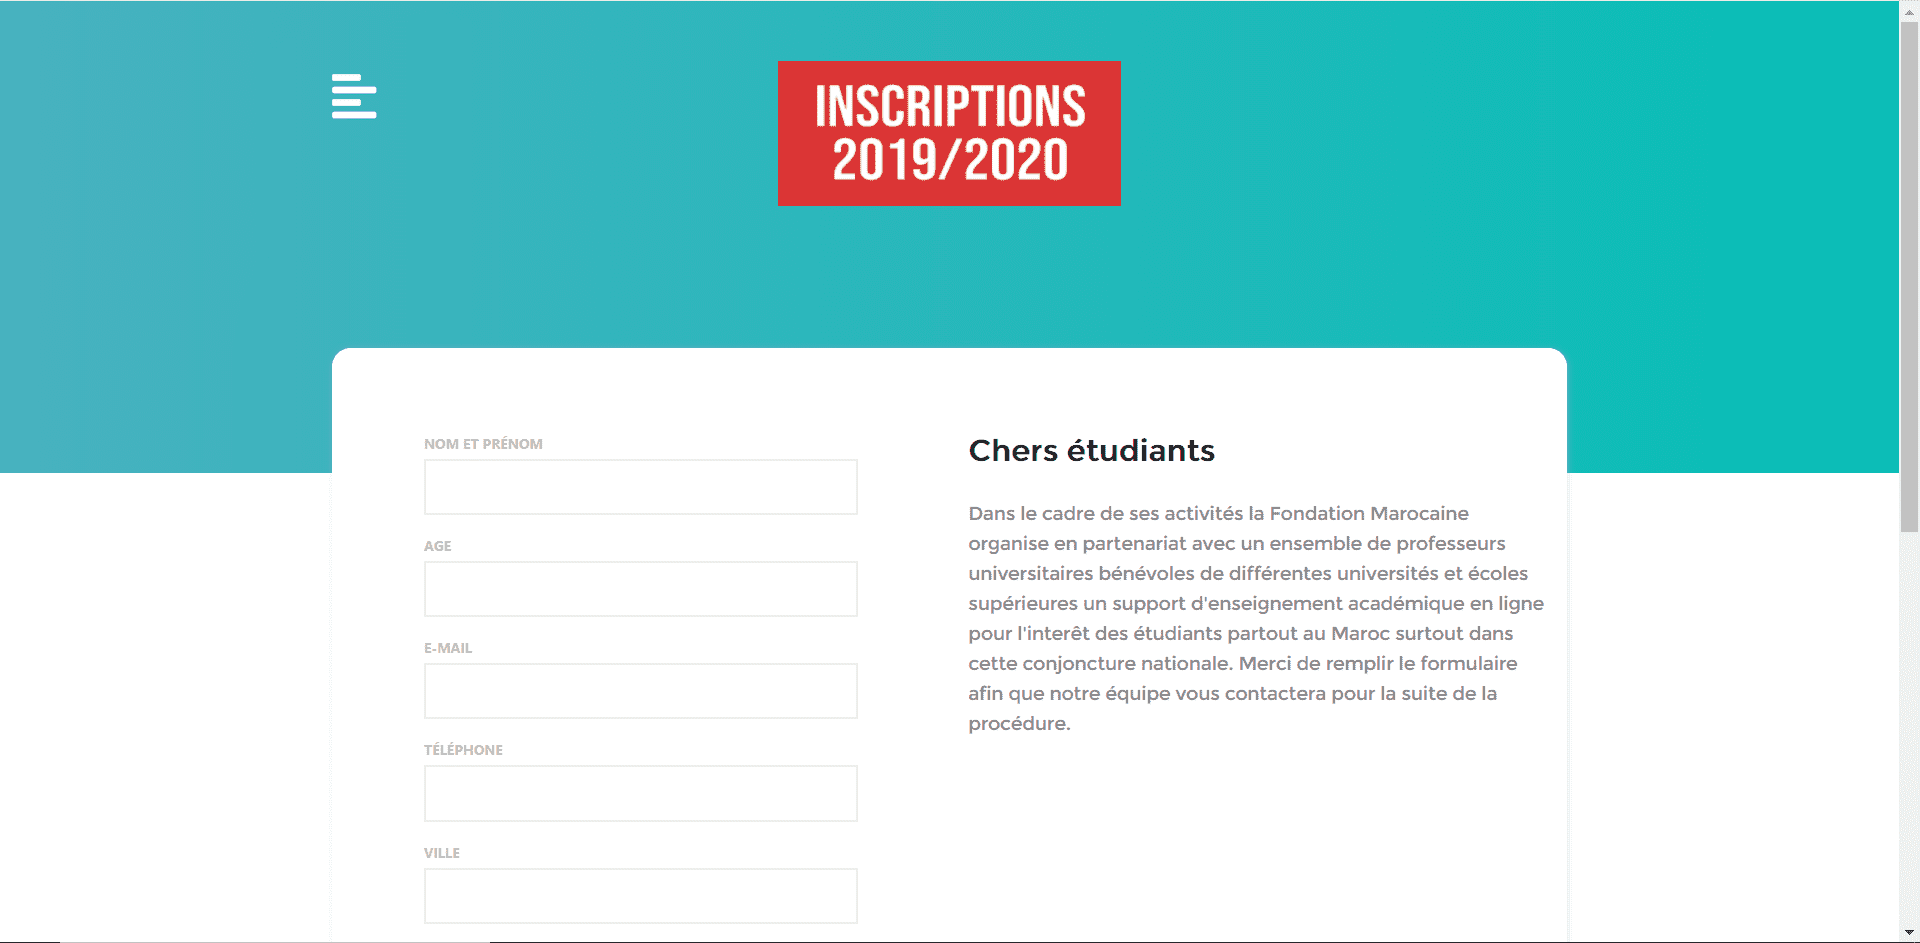 INSCRIPTIONS
2019/2020
NOM ET PRÉNOM
AGE
E-MAIL
TÉLÉPHONE
VILLE
Chers étudiants
Dans le cadre de ses activités la Fondation Marocaine
organise en partenariat avec un ensemble de professeurs
universitaires bénévoles de différentes universités et écoles
supérieures un support d'enseignement académique en ligne
pour l'interêt des étudiants partout au Maroc surtout dans
cette conjoncture nationale. Merci de remplir le formulaire
afin que notre équipe vous contactera pour la suite de la
procédure.